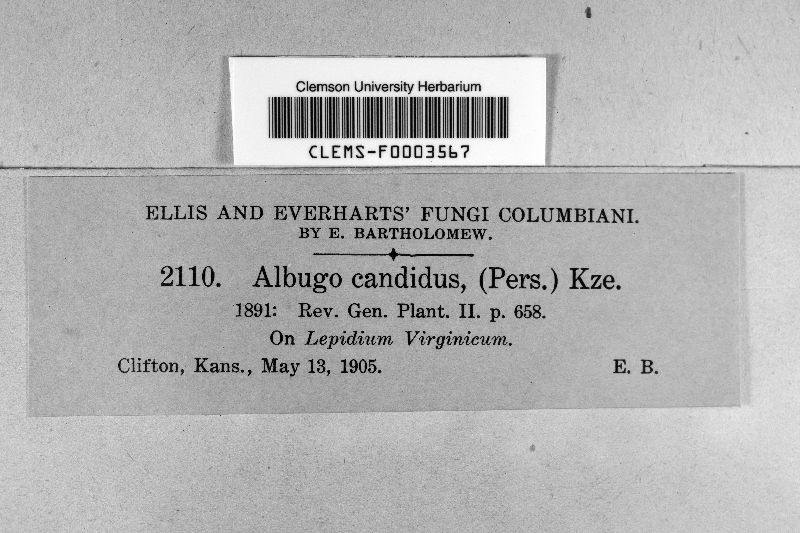 Clemson University Herbarium
CLEMS-F0003567
ELLIS AND EVERHARTS' FUNGI COLUMBIANI.
BY E. BARTHOLOMEW.
2110. Albugo candidus, (Pers.) Kze.
1891: Rev. Gen. Plant. II. p. 658.
On Lepidium Virginicum.
Clifton, Kans., May 13, 1905. E. B.